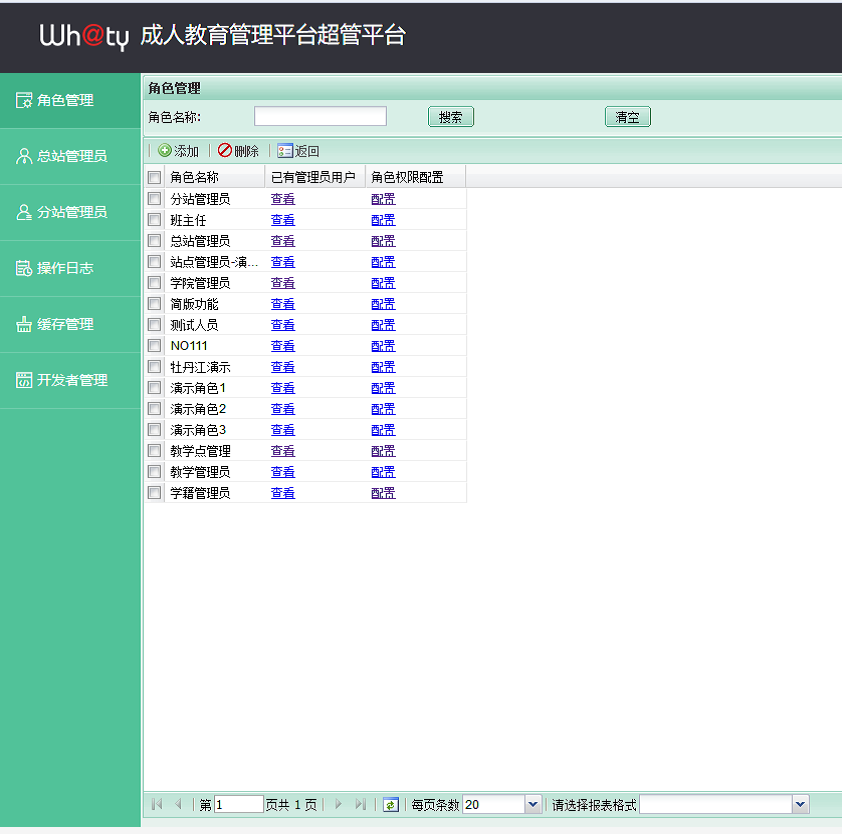 Wh@ty 成人教育管理平台超管平台
角色管理
总站管理员
分站管理员
操作日志
缓存管理
开发者管理
角色管理
角色名称: 搜索 清空
添加 删除 返回
角色名称 已有管理员用户 角色权限配置
分站管理员 查看 配置
班主任 查看 配置
总站管理员 查看 配置
站点管理员-演... 查看 配置
学院管理员 查看 配置
简版功能 查看 配置
测试人员 查看 配置
NO111 查看 配置
牡丹江演示 查看 配置
演示角色1 查看 配置
演示角色2 查看 配置
演示角色3 查看 配置
教学点管理 查看 配置
教学管理员 查看 配置
学籍管理员 查看 配置
第 1 页共 1 页 每页条数 20 请选择报表格式